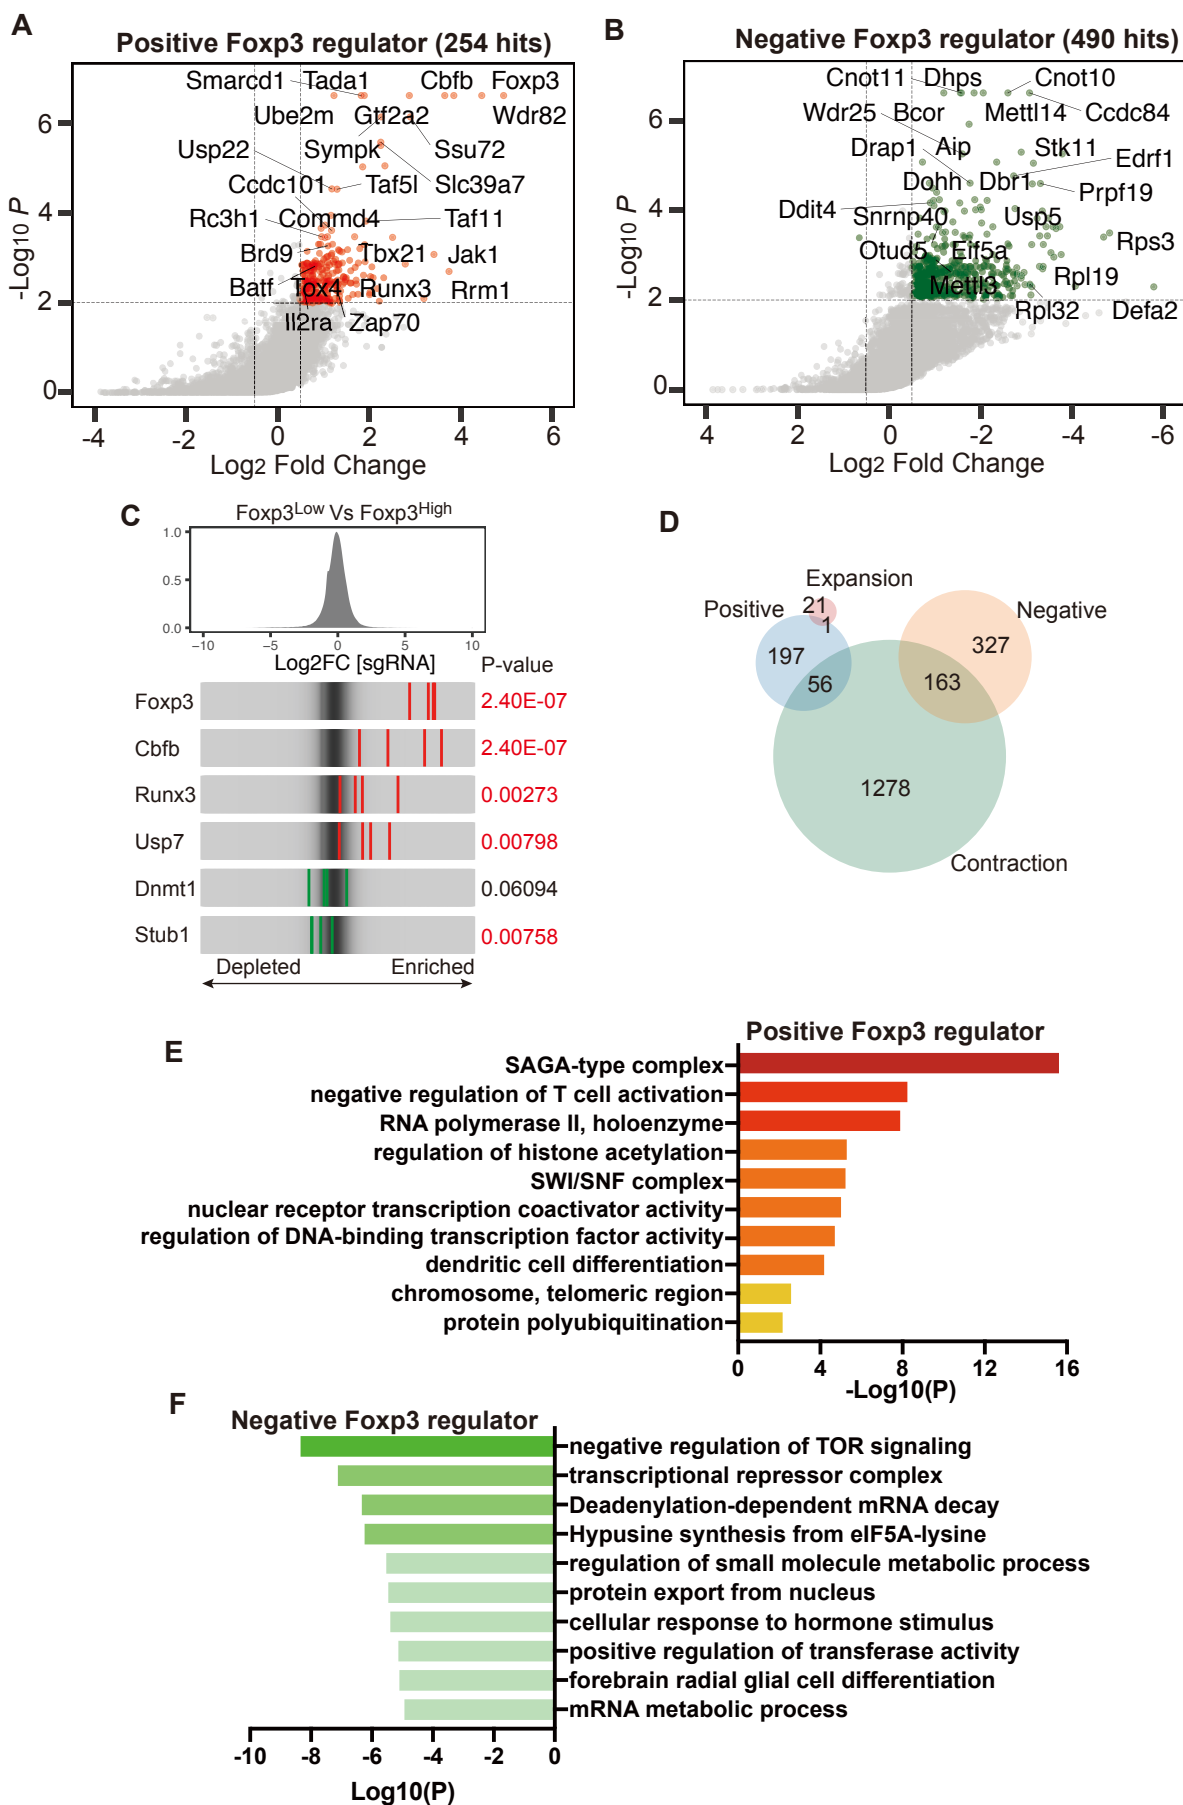 A
Positive Foxp3 regulator (254 hits)
Smarcd1 Tada1 Cbfb Foxp3
Ube2m Gtf2a2 Wdr82
Usp22 Sympk Ssu72
Ccdc101 Taf5l Slc39a7
Rc3h1 Commd4 Taf11
Brd9 Tbx21 Jak1
Batf Tox4 Runx3 Rrm1
Il2ra Zap70
-Log10 P
6
4
2
0
-4 -2 0 2 4 6
Log2 Fold Change
B
Negative Foxp3 regulator (490 hits)
Cnot11 Dhps Cnot10
Wdr25 Bcor Mettl14 Ccdc84
Drap1 Aip Stk11 Edrf1
Dohh Dbr1 Prpf19
Ddit4 Snrnp40 Usp5
Otud5 Eif5a Rps3
Mettl3 Rpl19
Rpl32 Defa2
-Log10 P
6
4
2
0
4 2 0 -2 -4 -6
Log2 Fold Change
C
Foxp3Low Vs Foxp3High
1.0
0.5
0.0
−10 −5 0 5 10
Log2FC [sgRNA] P-value
Foxp3 2.40E-07
Cbfb 2.40E-07
Runx3 0.00273
Usp7 0.00798
Dnmt1 0.06094
Stub1 0.00758
Depleted Enriched
D
Expansion
Positive 21 Negative
1
197 327
56 163
1278
Contraction
E
Positive Foxp3 regulator
SAGA-type complex
negative regulation of T cell activation
RNA polymerase II, holoenzyme
regulation of histone acetylation
SWI/SNF complex
nuclear receptor transcription coactivator activity
regulation of DNA-binding transcription factor activity
dendritic cell differentiation
chromosome, telomeric region
protein polyubiquitination
0 4 8 12 16
-Log10(P)
F
Negative Foxp3 regulator
negative regulation of TOR signaling
transcriptional repressor complex
Deadenylation-dependent mRNA decay
Hypusine synthesis from eIF5A-lysine
regulation of small molecule metabolic process
protein export from nucleus
cellular response to hormone stimulus
positive regulation of transferase activity
forebrain radial glial cell differentiation
mRNA metabolic process
-10 -8 -6 -4 -2 0
Log10(P)